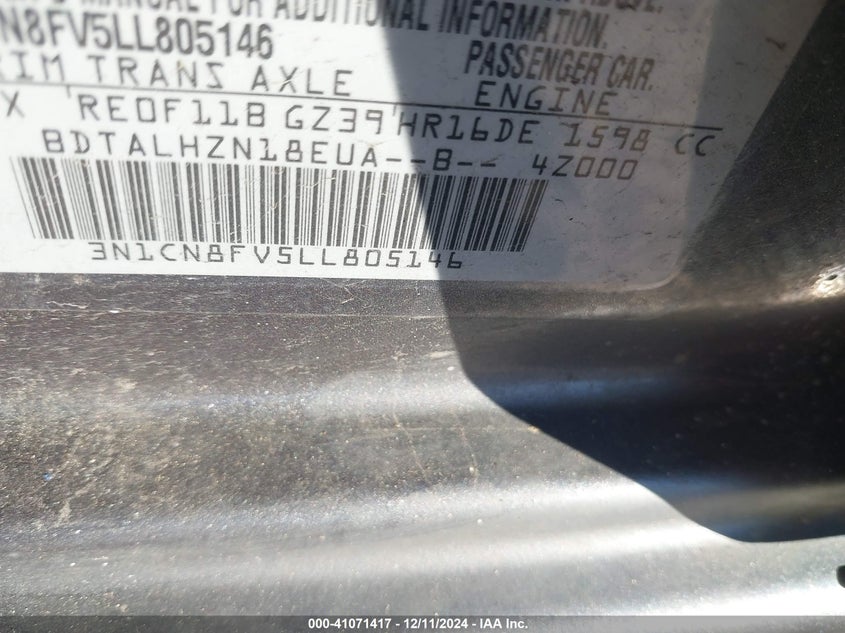 MANUAL FOR ADDITIONAL INFORMATION.
N8FV5LL805146 PASSENGER CAR.
TRIM TRANS AXLE ENGINE
X RE0F11B GZ39 HR16DE 1598 CC
BDTALHZN18EUA--B-- 4Z000
3N1CN8FV5LL805146
000-41071417 - 12/11/2024 - IAA Inc.